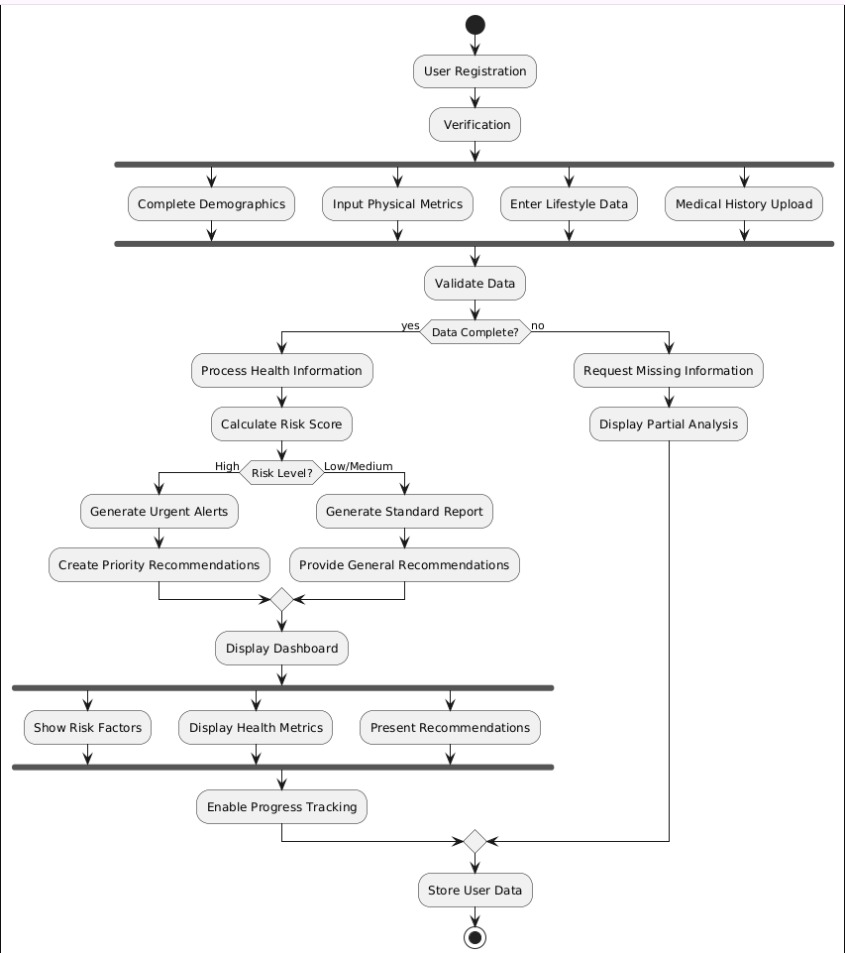 User Registration
Verification
Complete Demographics
Input Physical Metrics
Enter Lifestyle Data
Medical History Upload
Validate Data
yes
Data Complete?
no
Process Health Information
Request Missing Information
Calculate Risk Score
Display Partial Analysis
High
Risk Level?
Low/Medium
Generate Urgent Alerts
Generate Standard Report
Create Priority Recommendations
Provide General Recommendations
Display Dashboard
Show Risk Factors
Display Health Metrics
Present Recommendations
Enable Progress Tracking
Store User Data